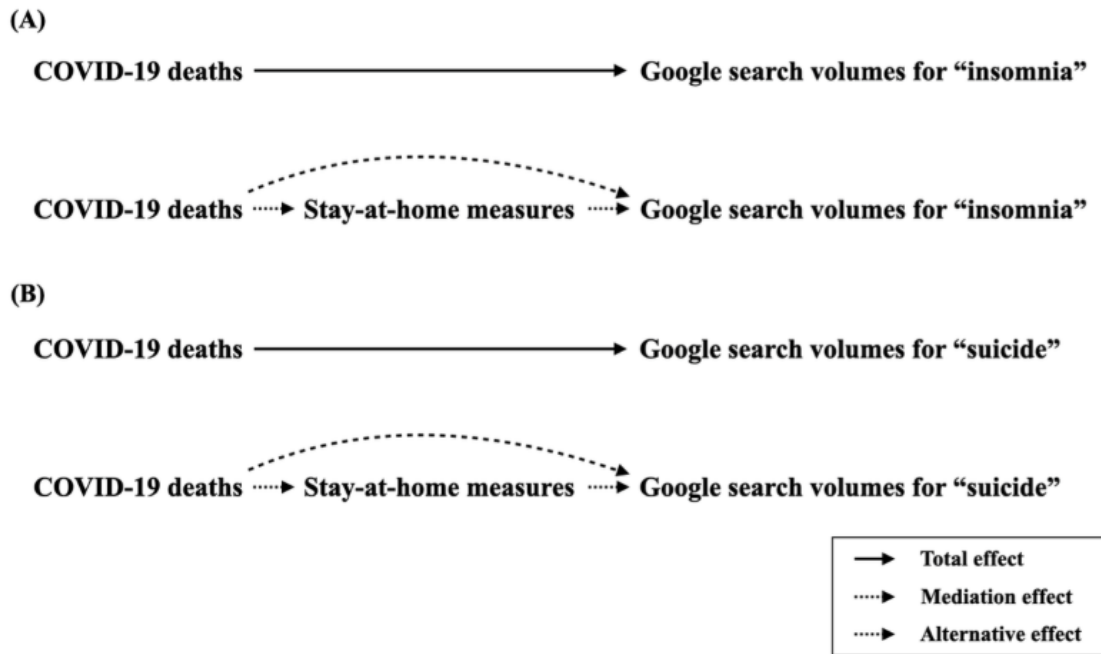 (A)
COVID-19 deaths Google search volumes for “insomnia”
COVID-19 deaths Stay-at-home measures Google search volumes for “insomnia”
(B)
COVID-19 deaths Google search volumes for “suicide”
COVID-19 deaths Stay-at-home measures Google search volumes for “suicide”
Total effect
Mediation effect
Alternative effect